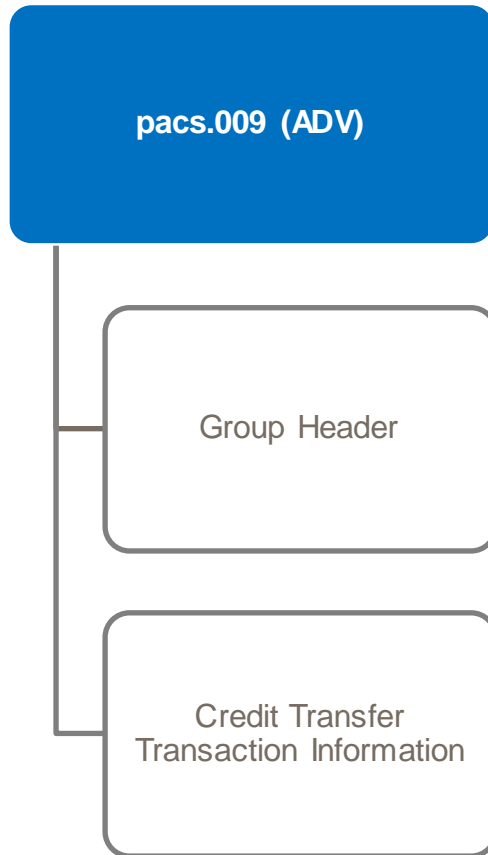 pacs.009 (ADV)
Group Header
Credit Transfer
Transaction Information